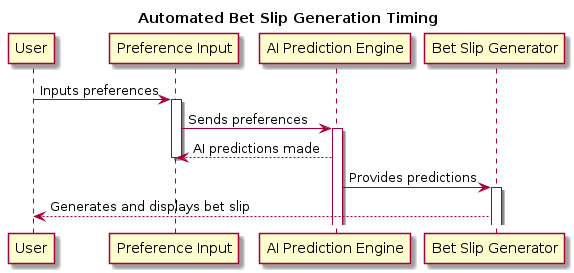 Automated Bet Slip Generation Timing
User
Preference Input
AI Prediction Engine
Bet Slip Generator
Inputs preferences
Sends preferences
AI predictions made
Provides predictions
Generates and displays bet slip
User
Preference Input
AI Prediction Engine
Bet Slip Generator